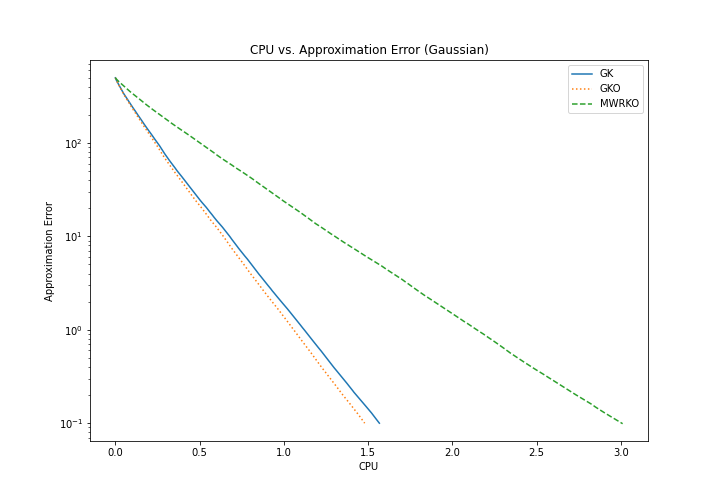 CPU vs. Approximation Error (Gaussian)
GK
GKO
MWRKO
Approximation Error
10²
10¹
10⁰
10⁻¹
0.0 0.5 1.0 1.5 2.0 2.5 3.0
CPU